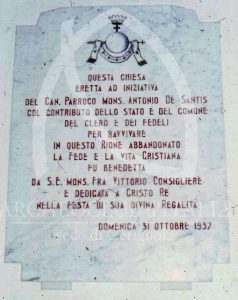 QUESTA CHIESA
ERETTA AD INIZIATIVA
DEL CAN. PARROCO MONS. ANTONIO DE SANTIS
COL CONTRIBUTO DELLO STATO E DEL COMUNE
DEL CLERO E DEI FEDELI
PER RAVVIVARE
IN QUESTO RIONE ABBANDONATO
LA FEDE E LA VITA CRISTIANA
FU BENEDETTA
DA S.E. MONS. FRA VITTORIO CONSIGLIERE
E DEDICATA A CRISTO RE
NELLA FESTA DI SUA DIVINA REGALITÀ
DOMENICA 31 OTTOBRE 1937